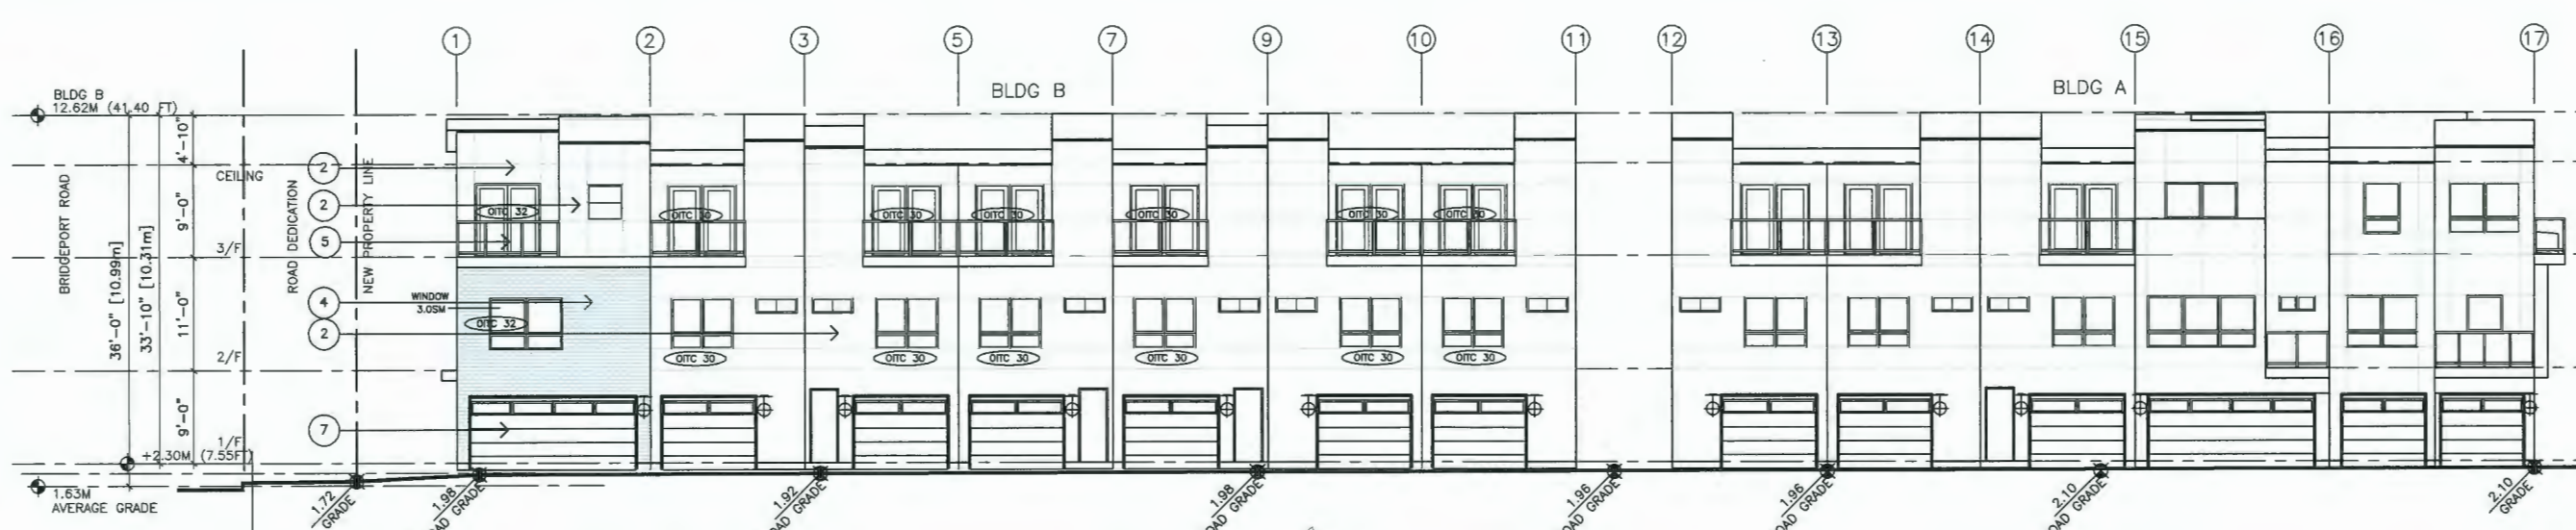 1 2 3 5 7 9 10 11 12 13 14 15 16 17
BLDG B
BLDG A
BLDG B
12.62M (41.40 FT)
4'-10"
9'-0"
11'-0"
9'-0"
36'-0" [10.99m]
33'-10" [10.31m]
BRIDGEPORT ROAD
CEILING
ROAD DEDICATION
NEW PROPERTY LINE
3/F
2/F
1/F
+2.30M (7.55FT)
1.63M
AVERAGE GRADE
2
2
5
4
2
7
OITC 32
OITC 30
OITC 30
OITC 30
OITC 30
OITC 30
OITC 30
WINDOW
3.05M
OITC 32
OITC 30
OITC 30
OITC 30
OITC 30
OITC 30
OITC 30
1.72
GRADE
1.98
ROAD GRADE
1.92
ROAD GRADE
1.98
ROAD GRADE
1.96
ROAD GRADE
1.96
ROAD GRADE
2.10
ROAD GRADE
2.10
GRADE